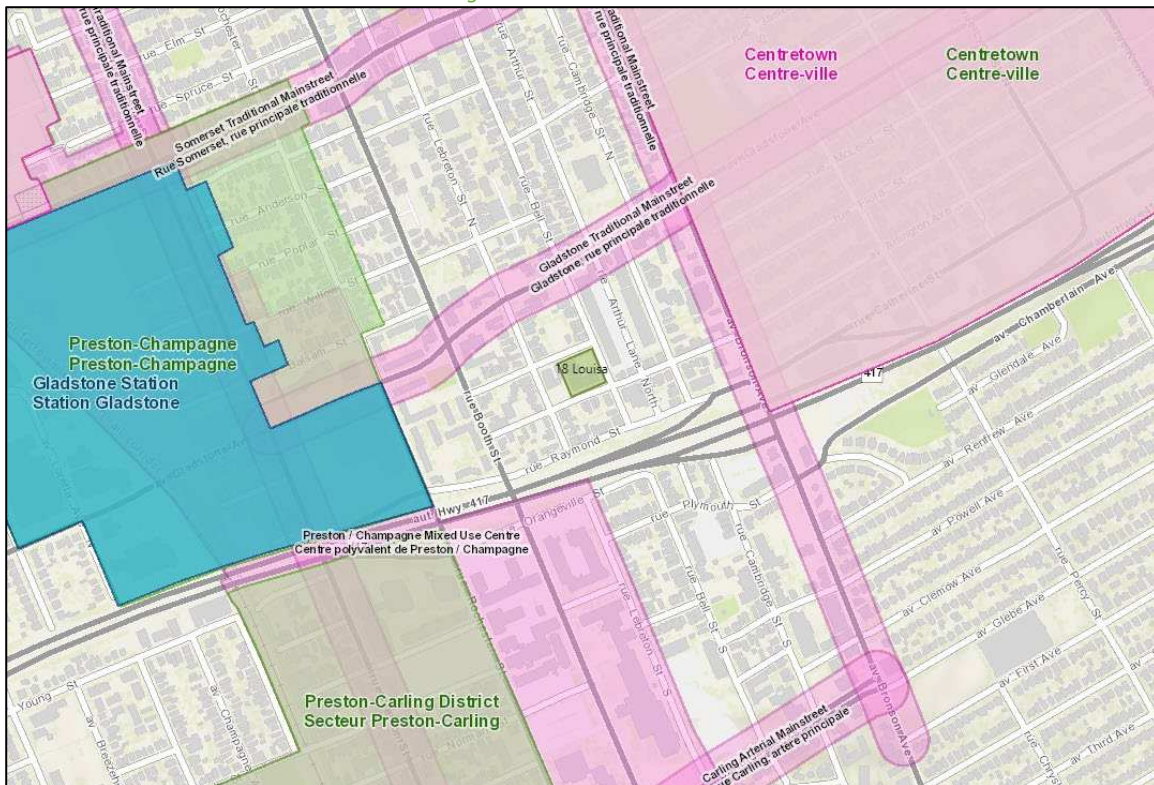 Traditional Mainstreet
rue principale traditionnelle
rue Elm St
rue Spruce St
Somerset Traditional Mainstreet
Rue Somerset, rue principale traditionnelle
rue Arthur St
rue Cambridge St N
Traditional Mainstreet
rue principale traditionnelle
Centretown
Centre-ville
Centretown
Centre-ville
rue Lebreton St N
rue Bell St
rue Anderson St
Gladstone Traditional Mainstreet
Gladstone, rue principale traditionnelle
Arthur Lane North
av. Bronson Ave
av. Chamberlain Ave
av Glendale Ave
417
18 Louisa
Preston-Champagne
Preston-Champagne
Gladstone Station
Station Gladstone
rue Booth St
rue Raymond St
av Renfrew Ave
av Powell Ave
aut. Hwy 417
Orangeville St
rue Plymouth St
Preston / Champagne Mixed Use Centre
Centre polyvalent de Preston / Champagne
rue Cambridge St S
rue Bell St
rue Lebreton St S
av Clemow Ave
av Glebe Ave
rue Percy St
av First Ave
Preston-Carling District
Secteur Preston-Carling
Young St
av Champagne
av Breeze
Carling Arterial Mainstreet
rue Carling, artère principale
av Bronson Ave
av Third Ave
rue Chrys